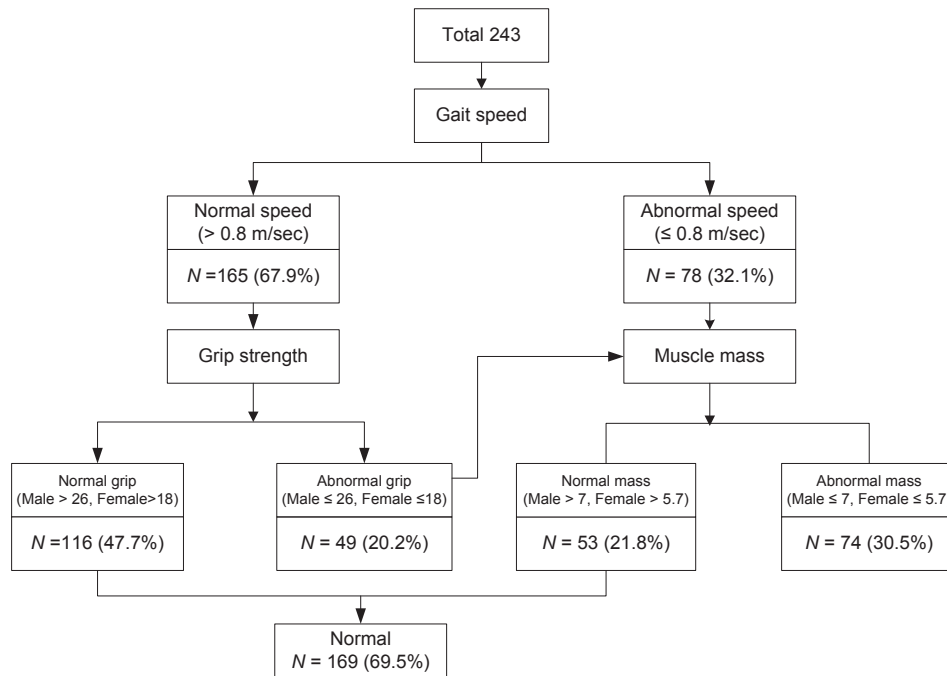 Total 243
Gait speed
Normal speed
(> 0.8 m/sec)
N =165 (67.9%)
Abnormal speed
(≤ 0.8 m/sec)
N = 78 (32.1%)
Grip strength
Muscle mass
Normal grip
(Male > 26, Female>18)
N =116 (47.7%)
Abnormal grip
(Male ≤ 26, Female ≤18)
N = 49 (20.2%)
Normal mass
(Male > 7, Female > 5.7)
N = 53 (21.8%)
Abnormal mass
(Male ≤ 7, Female ≤ 5.7
N = 74 (30.5%)
Normal
N = 169 (69.5%)